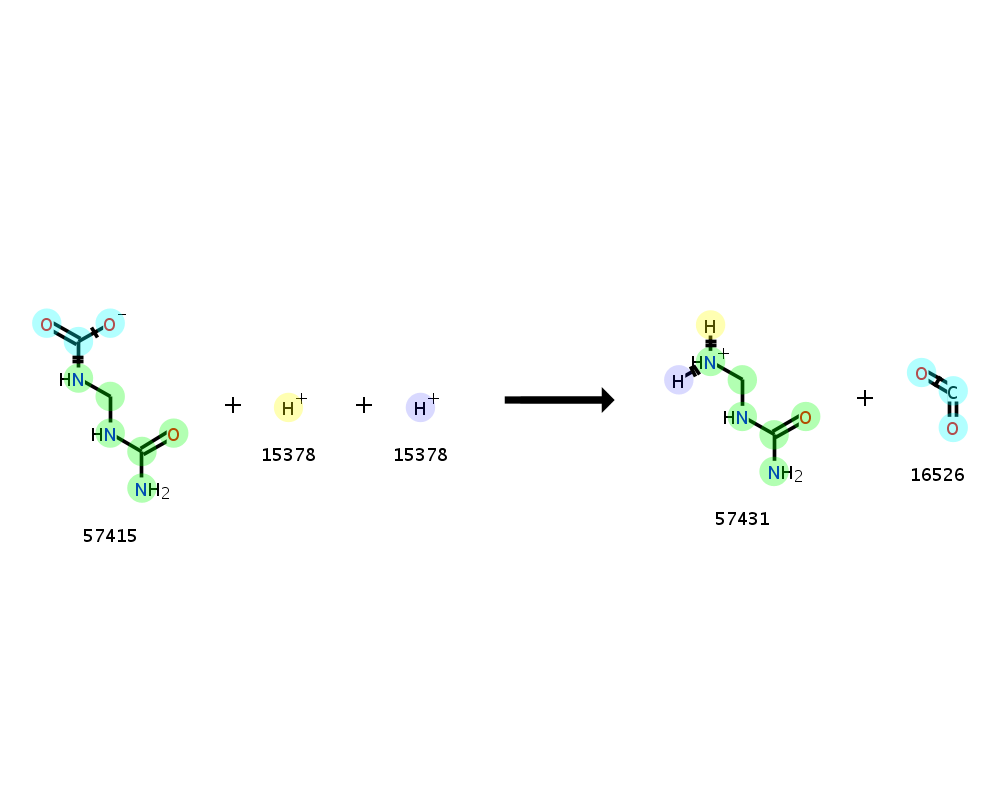 O O⁻
HN
HN O
NH₂
57415
+
H⁺
15378
+
H⁺
15378
H
HN⁺
H
HN O
NH₂
57431
+
O
C
O
16526